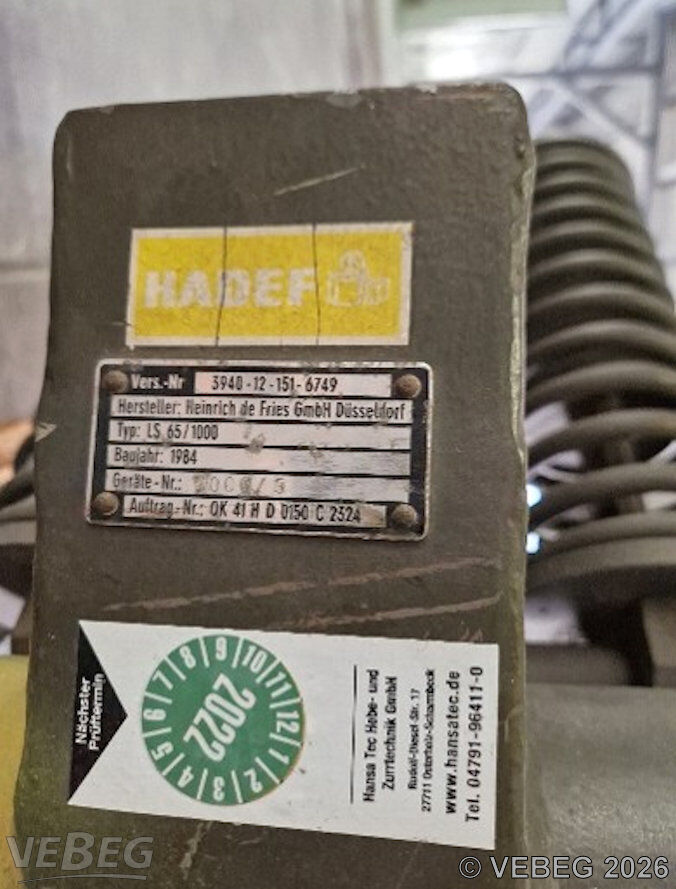 HADEF
Vers.-Nr 3940-12-151-6749
Hersteller: Heinrich de Fries GmbH Düsseldorf
Typ: LS 65/1000
Baujahr: 1984
Geräte-Nr.:
Auftrag-Nr.: QK 41 H D 0150 C 2324
Nächster
Prüftermin
1 2 3 4 5 6 7 8 9 10 11 12
2022
Hansa Tec Hebe- und
Zurrtechnik GmbH
Rudolf-Diesel-Str. 17
27711 Osterholz-Scharmbeck
www.hansatec.de
Tel. 04791-96411-0
VEBEG
© VEBEG 2026